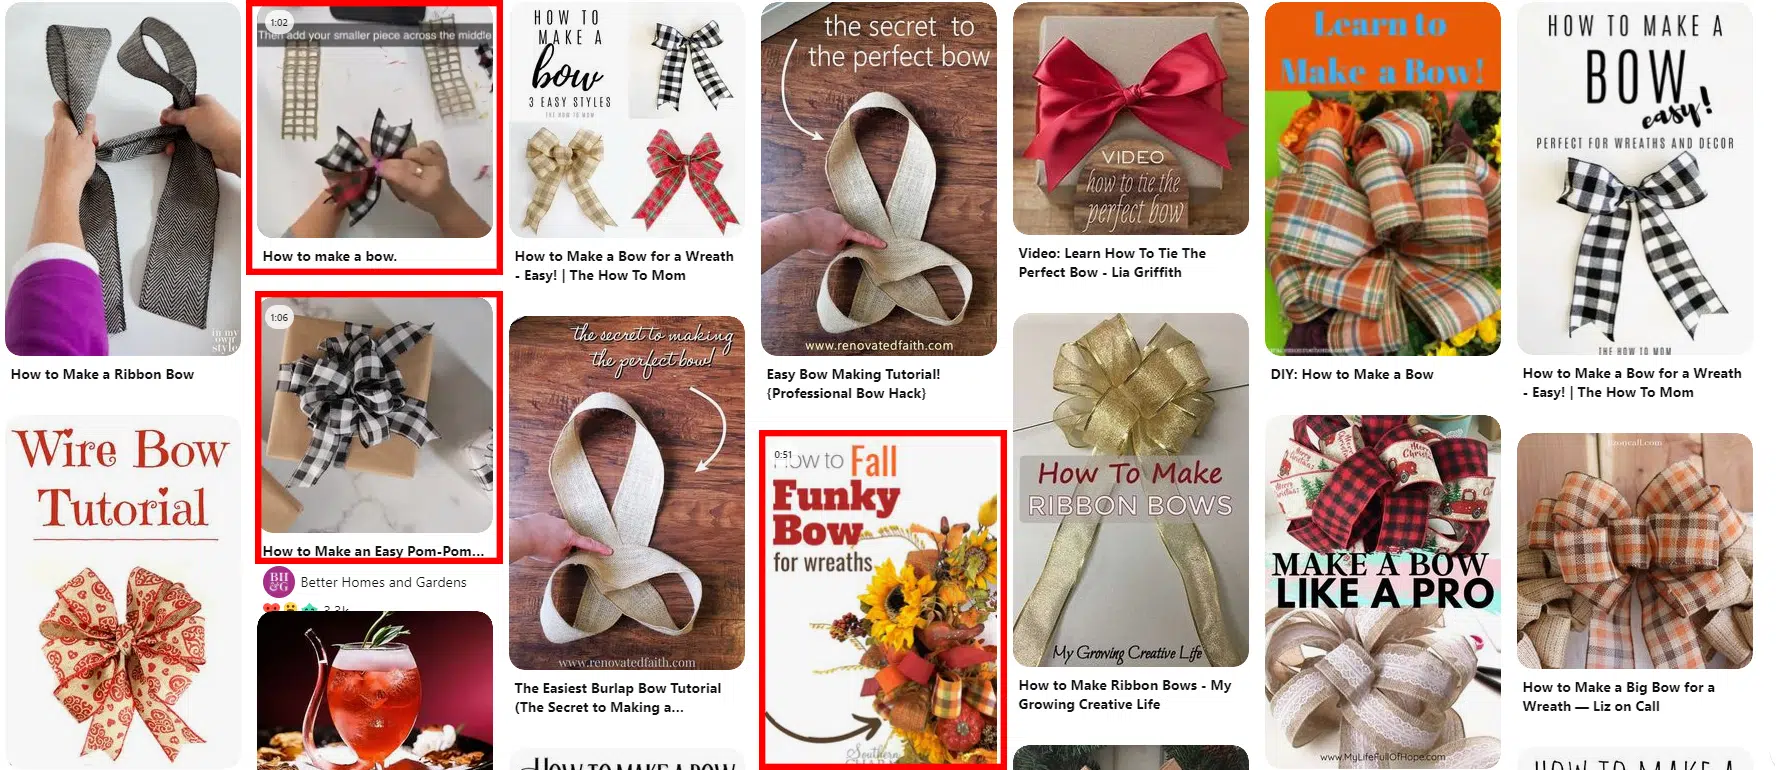 in my
own
style
How to Make a Ribbon Bow
Wire Bow
Tutorial
1:02
Then add your smaller piece across the middle
How to make a bow.
1:06
How to Make an Easy Pom-Pom...
BH
&G
Better Homes and Gardens
3.3k
HOW TO
MAKE A
bow
3 EASY STYLES
THE HOW TO MOM
How to Make a Bow for a Wreath
- Easy! | The How To Mom
the secret to making
the perfect bow!
www.renovatedfaith.com
The Easiest Burlap Bow Tutorial
(The Secret to Making a...
HOW TO MAKE A BOW
the secret to
the perfect bow
www.renovatedfaith.com
Easy Bow Making Tutorial!
{Professional Bow Hack}
0:51
How to Fall
Funky
Bow
for wreaths
Southern
VIDEO
how to tie the
perfect bow
Video: Learn How To Tie The
Perfect Bow - Lia Griffith
How To Make
RIBBON BOWS
My Growing Creative Life
How to Make Ribbon Bows - My
Growing Creative Life
Learn to
Make a Bow!
DIY: How to Make a Bow
Merry
Christmas
MAKE A BOW
LIKE A PRO
www.MyLifeFullOfHope.com
HOW TO MAKE A
BOW
easy!
PERFECT FOR WREATHS AND DECOR
THE HOW TO MOM
How to Make a Bow for a Wreath
- Easy! | The How To Mom
lizoncall.com
How to Make a Big Bow for a
Wreath — Liz on Call
HOW TO MAKE A